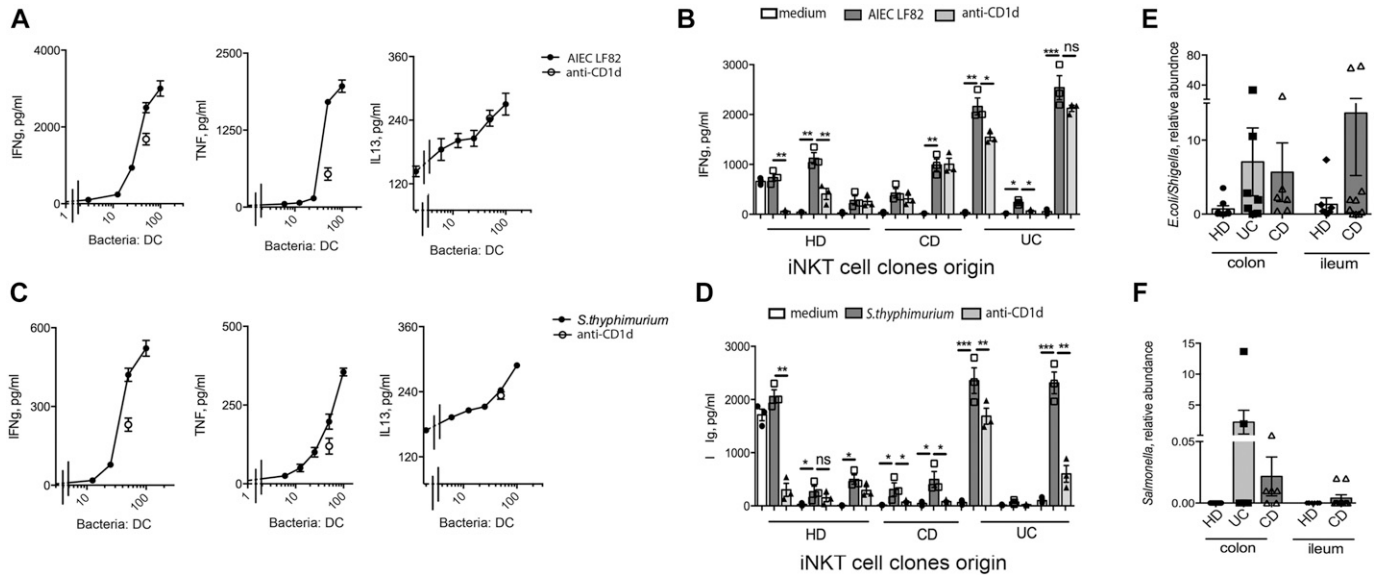 A
4000
2000
0
IFNg, pg/ml
1
10
100
Bacteria: DC
2500
1250
0
TNF, pg/ml
10
100
Bacteria: DC
360
240
120
IL13, pg/ml
10
100
Bacteria: DC
AIEC LF82
anti-CD1d
B
medium
AIEC LF82
anti-CD1d
3000
2000
1000
0
IFNg, pg/ml
**
**
**
**
**
*
*
*
***
ns
HD
CD
UC
iNKT cell clones origin
E
80
40
10
0
E.coli/Shigella, relative abundnce
HD
UC
CD
HD
CD
colon
ileum
C
600
300
0
IFNg, pg/ml
10
100
Bacteria: DC
500
250
0
TNF, pg/ml
10
100
Bacteria: DC
360
240
120
IL13, pg/ml
10
100
Bacteria: DC
S.thyphimurium
anti-CD1d
D
medium
S.thyphimurium
anti-CD1d
3000
2000
1000
0
I Ig, pg/ml
**
*
ns
*
*
*
*
*
***
**
***
**
HD
CD
UC
iNKT cell clones origin
F
15
10
5
0.05
0.00
Salmonella, relative abundance
HD
UC
CD
HD
CD
colon
ileum